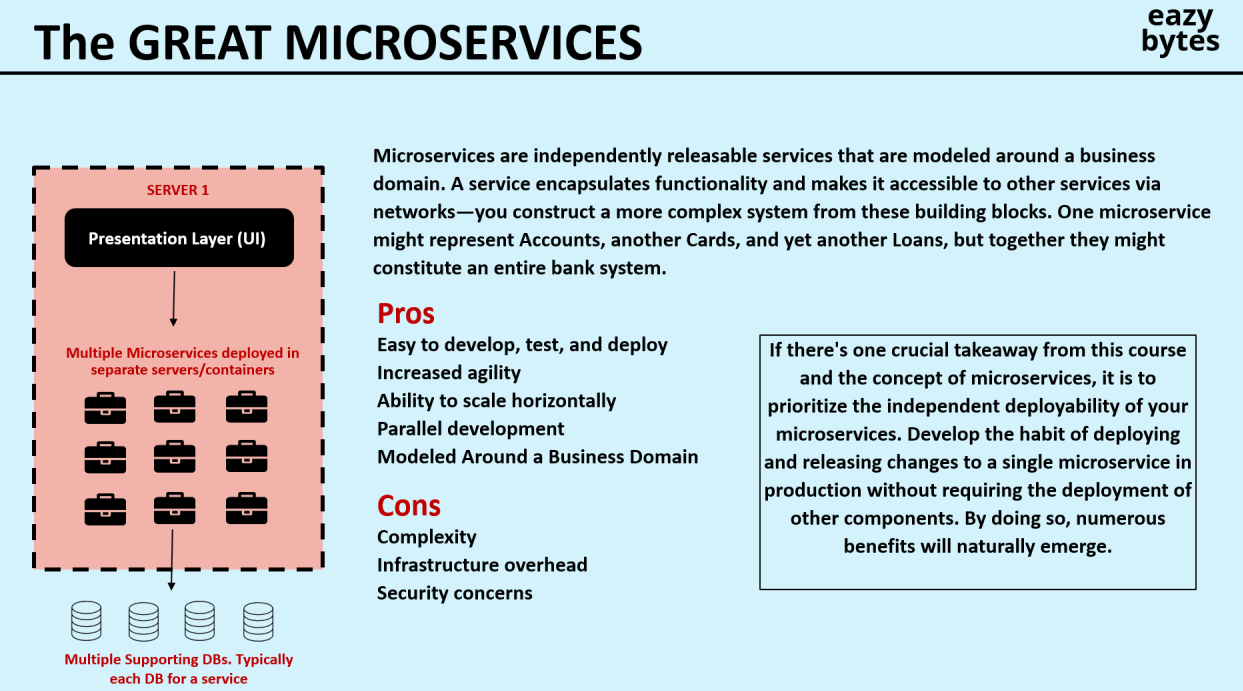 The GREAT MICROSERVICES
eazy
bytes
SERVER 1
Presentation Layer (UI)
Multiple Microservices deployed in
separate servers/containers
Multiple Supporting DBs. Typically
each DB for a service
Microservices are independently releasable services that are modeled around a business
domain. A service encapsulates functionality and makes it accessible to other services via
networks—you construct a more complex system from these building blocks. One microservice
might represent Accounts, another Cards, and yet another Loans, but together they might
constitute an entire bank system.
Pros
Easy to develop, test, and deploy
Increased agility
Ability to scale horizontally
Parallel development
Modeled Around a Business Domain
Cons
Complexity
Infrastructure overhead
Security concerns
If there's one crucial takeaway from this course
and the concept of microservices, it is to
prioritize the independent deployability of your
microservices. Develop the habit of deploying
and releasing changes to a single microservice in
production without requiring the deployment of
other components. By doing so, numerous
benefits will naturally emerge.